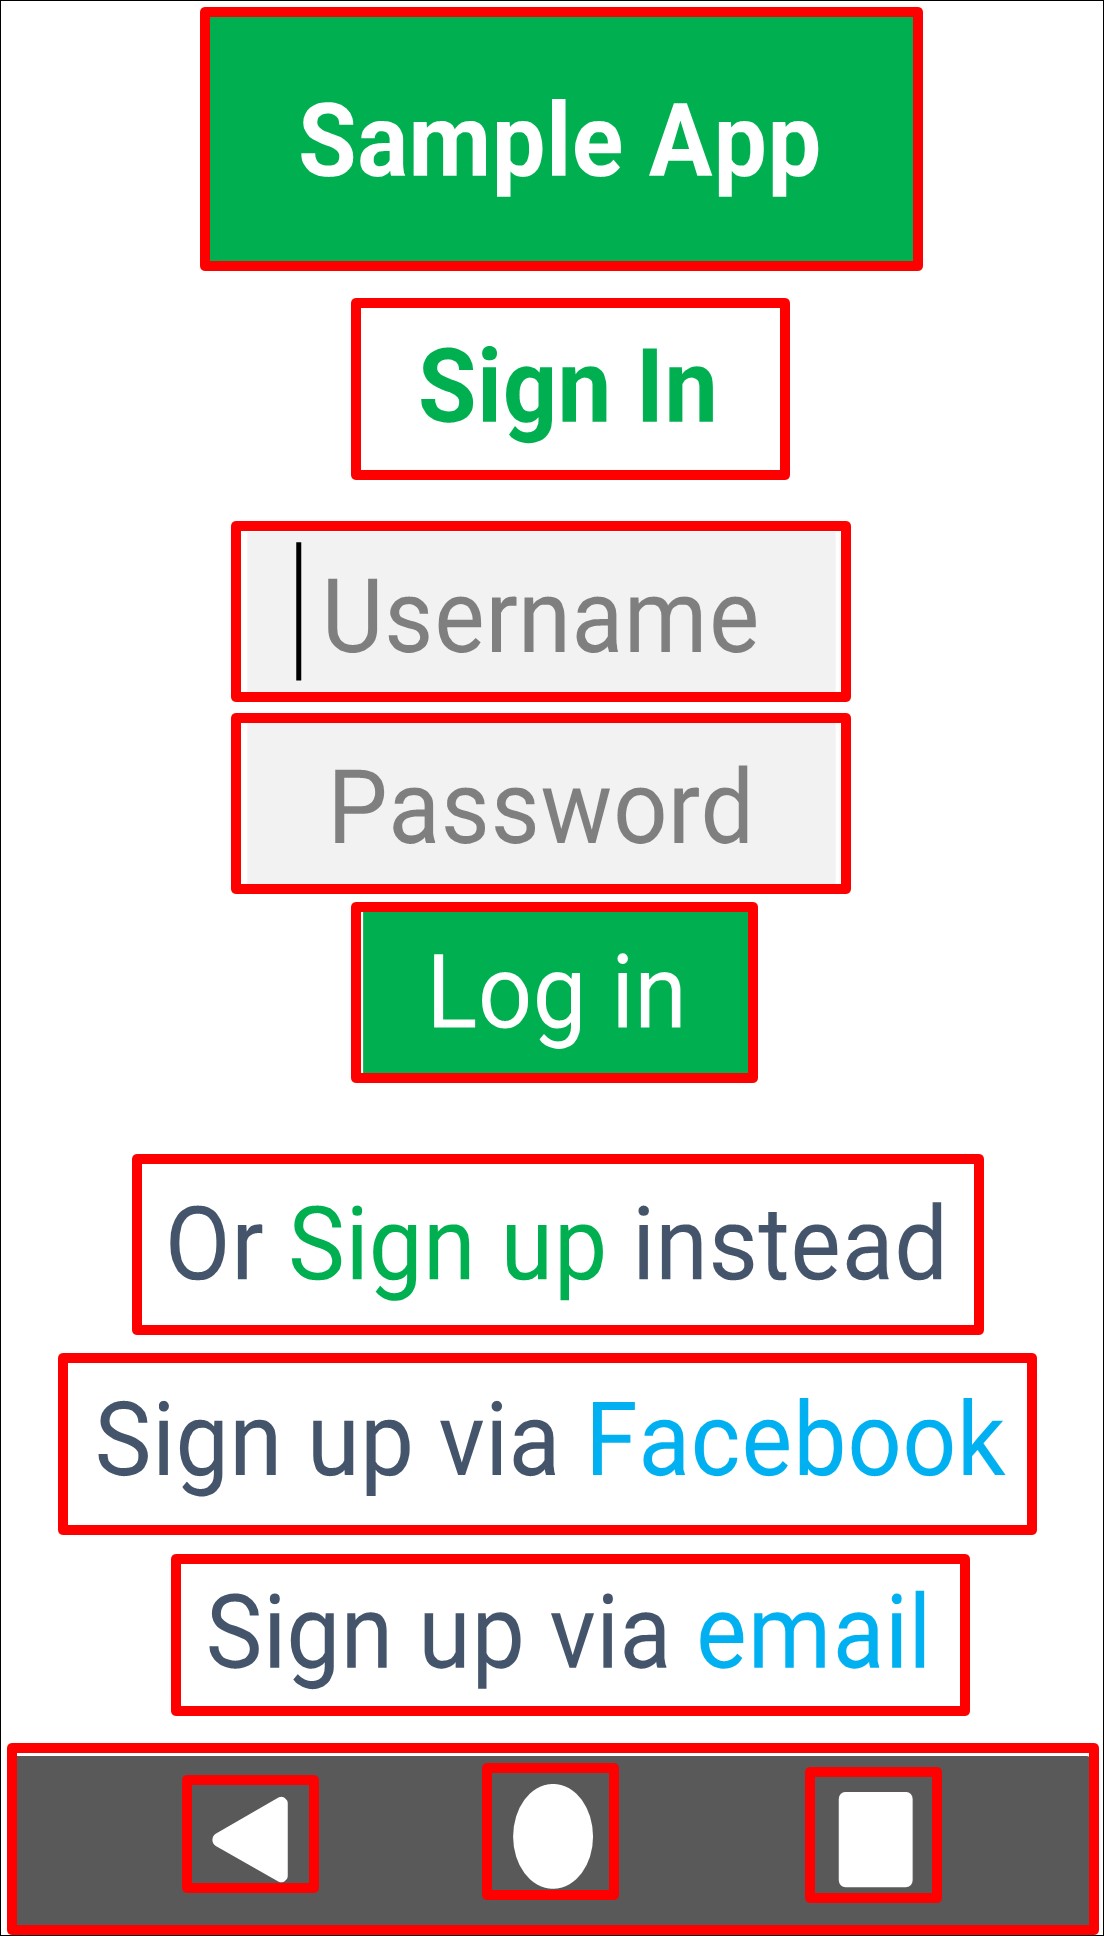 Sample App
Sign In
Username
Password
Log in
Or Sign up instead
Sign up via Facebook
Sign up via email